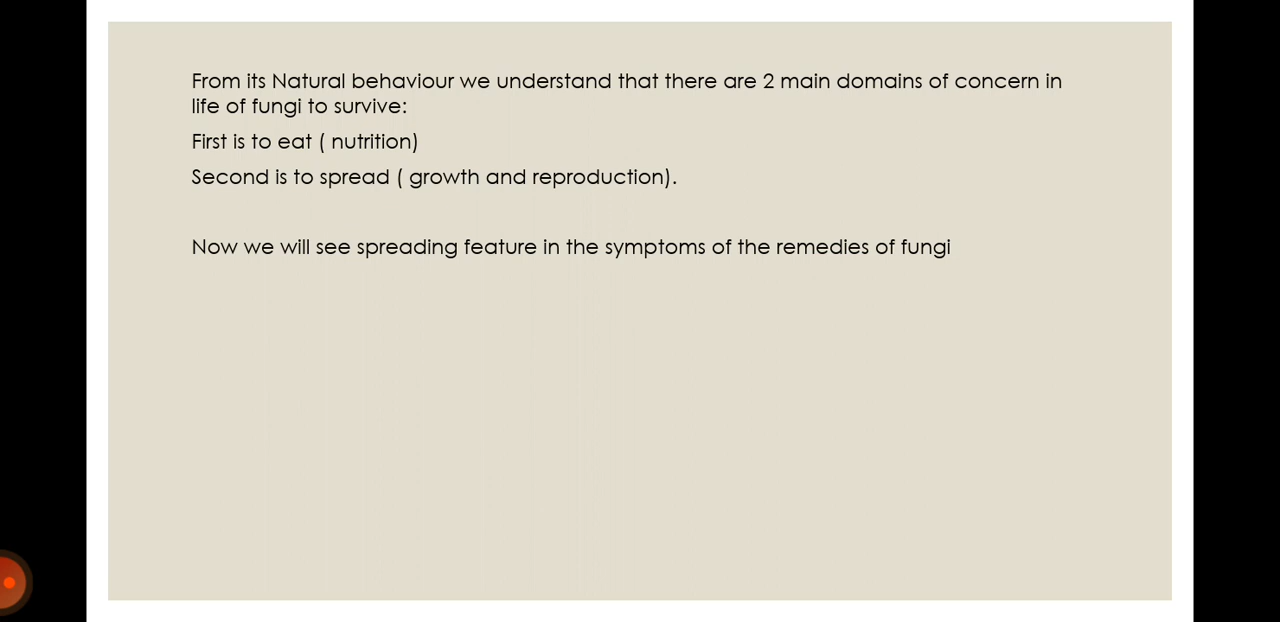 From its Natural behaviour we understand that there are 2 main domains of concern in
life of fungi to survive:
First is to eat ( nutrition)
Second is to spread ( growth and reproduction).
Now we will see spreading feature in the symptoms of the remedies of fungi